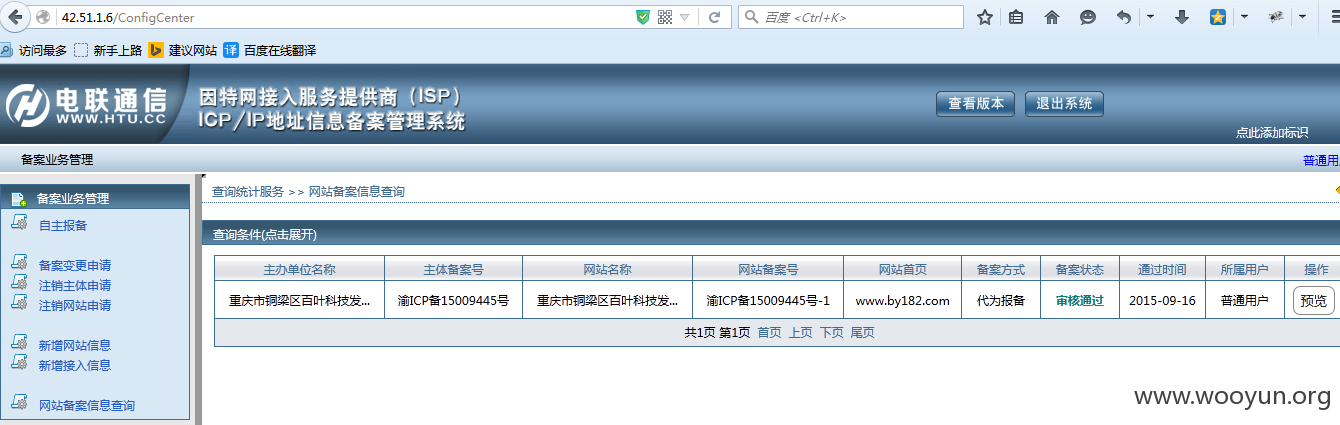 42.51.1.6/ConfigCenter
百度 <Ctrl+K>
访问最多 新手上路 建议网站 译 百度在线翻译
电联通信
WWW.HTU.CC
因特网接入服务提供商（ISP）
ICP/IP地址信息备案管理系统
查看版本 退出系统
点此添加标识
备案业务管理
普通用
备案业务管理
自主报备
备案变更申请
注销主体申请
注销网站申请
新增网站信息
新增接入信息
网站备案信息查询
查询统计服务 >> 网站备案信息查询
查询条件(点击展开)
主办单位名称 主体备案号 网站名称 网站备案号 网站首页 备案方式 备案状态 通过时间 所属用户 操作
重庆市铜梁区百叶科技发... 渝ICP备15009445号 重庆市铜梁区百叶科技发... 渝ICP备15009445号-1 www.by182.com 代为报备 审核通过 2015-09-16 普通用户 预览
共1页 第1页 首页 上页 下页 尾页
www.wooyun.org